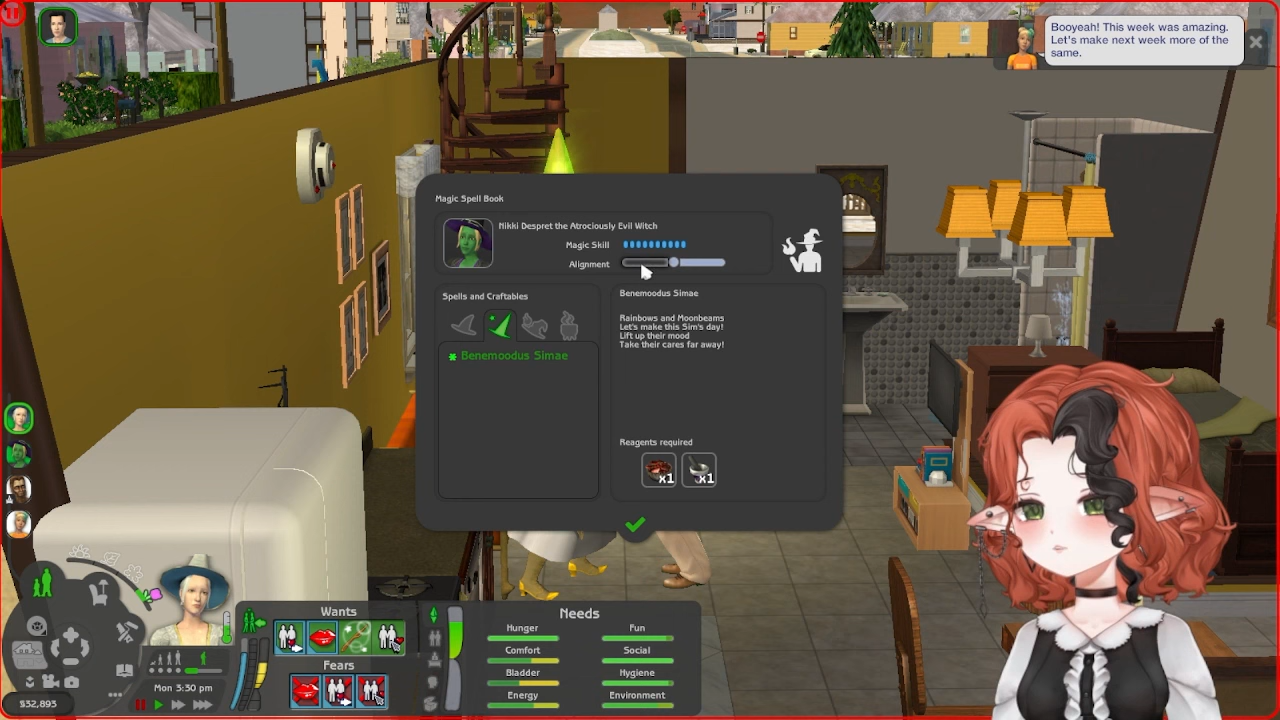 Booyeah! This week was amazing.
Let's make next week more of the
same.
Magic Spell Book
Nikki Despret the Atrociously Evil Witch
Magic Skill
Alignment
Spells and Craftables
Benemoodus Simae
Benemoodus Simae
Rainbows and Moonbeams
Let's make this Sim's day!
Lift up their mood
Take their cares far away!
Reagents required
x1
x1
Wants
Fears
Needs
Hunger
Fun
Comfort
Social
Bladder
Hygiene
Energy
Environment
Mon 3:30 pm
$32,893